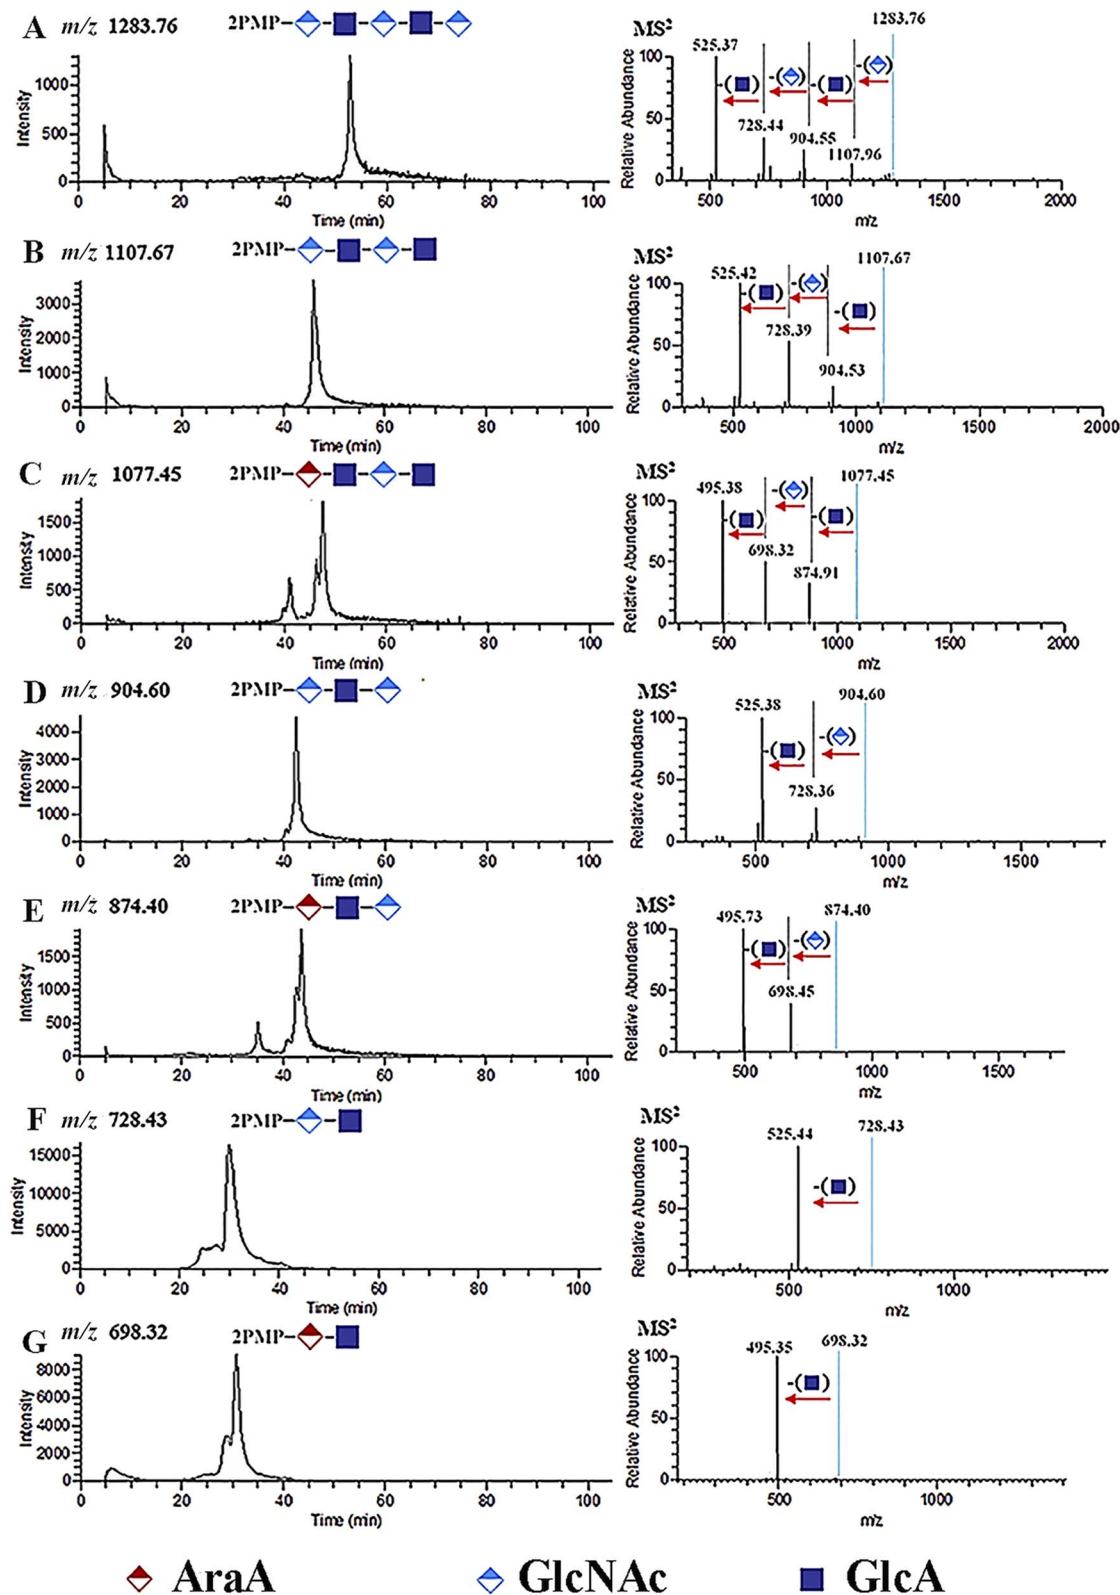 A m/z 1283.76 2PMP
Intensity
1000
500
0
0 20 40 60 80 100
Time (min)
MS²
1283.76
Relative Abundance
100
50
0
525.37
728.44
904.55
1107.96
500 1000 1500 2000
m/z
B m/z 1107.67 2PMP
Intensity
3000
2000
1000
0
0 20 40 60 80 100
Time (min)
MS²
1107.67
Relative Abundance
100
50
0
525.42
728.39
904.53
500 1000 1500 2000
m/z
C m/z 1077.45 2PMP
Intensity
1500
1000
500
0
0 20 40 60 80 100
Time (min)
MS²
1077.45
Relative Abundance
100
50
0
495.38
698.32
874.91
500 1000 1500 2000
m/z
D m/z 904.60 2PMP
Intensity
4000
3000
2000
1000
0
0 20 40 60 80 100
Time (min)
MS²
904.60
Relative Abundance
100
50
0
525.38
728.36
500 1000 1500
m/z
E m/z 874.40 2PMP
Intensity
1500
1000
500
0
0 20 40 60 80 100
Time (min)
MS²
874.40
Relative Abundance
100
50
0
495.73
698.45
500 1000 1500
m/z
F m/z 728.43 2PMP
Intensity
15000
10000
5000
0
0 20 40 60 80 100
Time (min)
MS²
728.43
Relative Abundance
100
50
0
525.44
500 1000
m/z
G m/z 698.32 2PMP
Intensity
8000
6000
4000
2000
0
0 20 40 60 80 100
Time (min)
MS²
698.32
Relative Abundance
100
50
0
495.35
500 1000
m/z
AraA GlcNAc GlcA